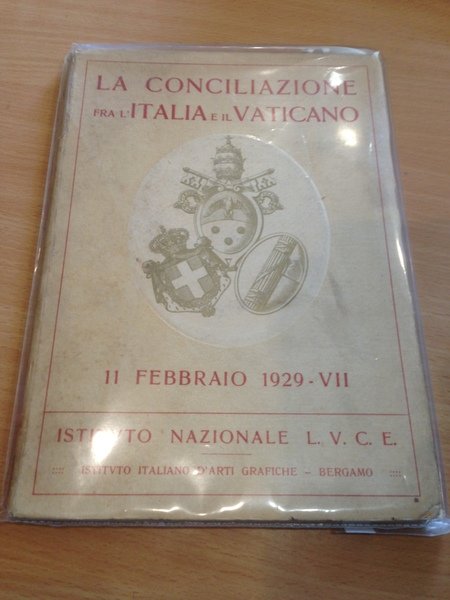 LA CONCILIAZIONE
FRA L'ITALIA E IL VATICANO
11 FEBBRAIO 1929 - VII
ISTITVTO NAZIONALE L. V. C. E.
:::: ISTITVTO ITALIANO D'ARTI GRAFICHE - BERGAMO ::::